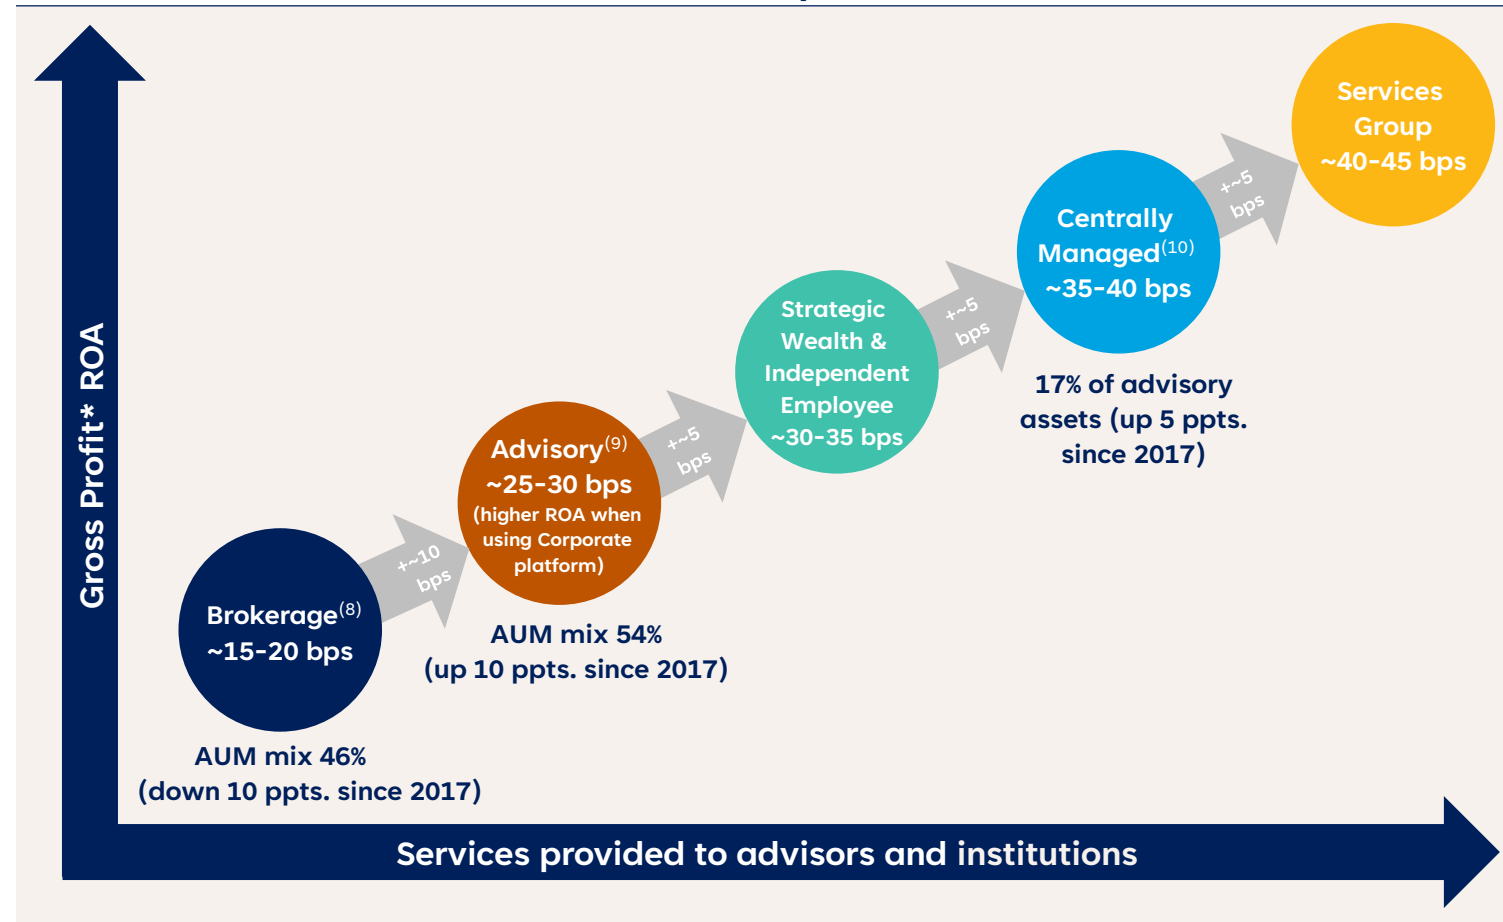 Gross Profit* ROA
Services
Group
~40-45 bps
+~5
bps
Centrally
Managed(10)
~35-40 bps
17% of advisory
assets (up 5 ppts.
since 2017)
+~5
bps
Strategic
Wealth &
Independent
Employee
~30-35 bps
+~5
bps
Advisory(9)
~25-30 bps
(higher ROA when
using Corporate
platform)
AUM mix 54%
(up 10 ppts. since 2017)
+~10
bps
Brokerage(8)
~15-20 bps
AUM mix 46%
(down 10 ppts. since 2017)
Services provided to advisors and institutions